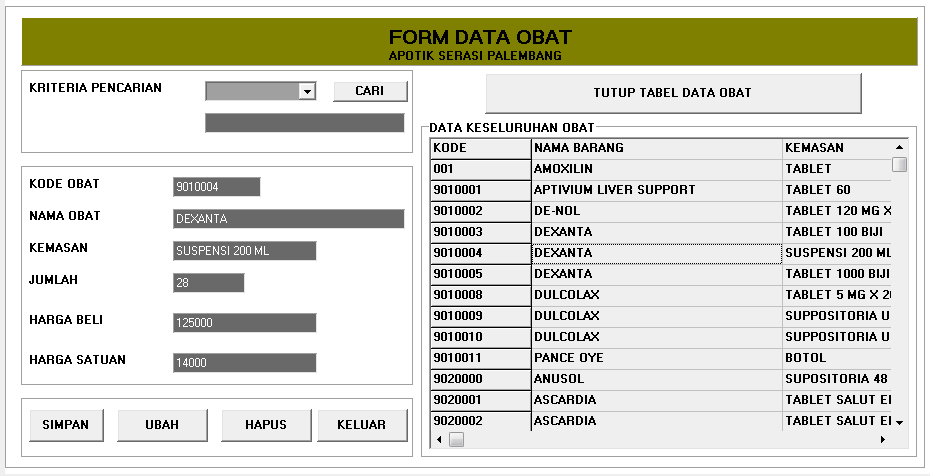 FORM DATA OBAT
APOTIK SERASI PALEMBANG
KRITERIA PENCARIAN CARI
KODE OBAT 9010004
NAMA OBAT DEXANTA
KEMASAN SUSPENSI 200 ML
JUMLAH 28
HARGA BELI 125000
HARGA SATUAN 14000
SIMPAN UBAH HAPUS KELUAR
TUTUP TABEL DATA OBAT
DATA KESELURUHAN OBAT
KODE NAMA BARANG KEMASAN
001 AMOXILIN TABLET
9010001 APTIVIUM LIVER SUPPORT TABLET 60
9010002 DE-NOL TABLET 120 MG X
9010003 DEXANTA TABLET 100 BIJI
9010004 DEXANTA SUSPENSI 200 ML
9010005 DEXANTA TABLET 1000 BIJI
9010008 DULCOLAX TABLET 5 MG X 2
9010009 DULCOLAX SUPPOSITORIA U
9010010 DULCOLAX SUPPOSITORIA U
9010011 PANCE OYE BOTOL
9020000 ANUSOL SUPOSITORIA 48
9020001 ASCARDIA TABLET SALUT
9020002 ASCARDIA TABLET SALUT